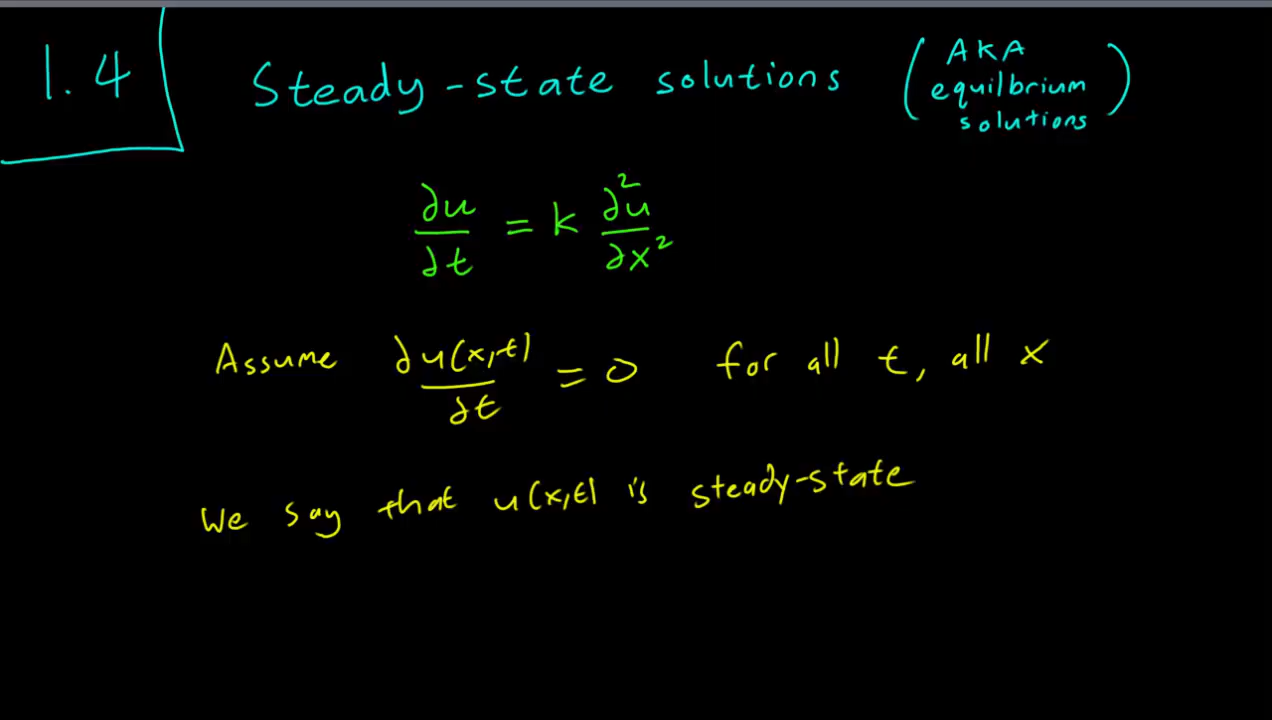 1.4 Steady-state solutions (AKA equilbrium solutions)
∂u/∂t = k ∂²u/∂x²
Assume ∂u(x,t)/∂t = 0 for all t, all x
We say that u(x,t) is steady-state